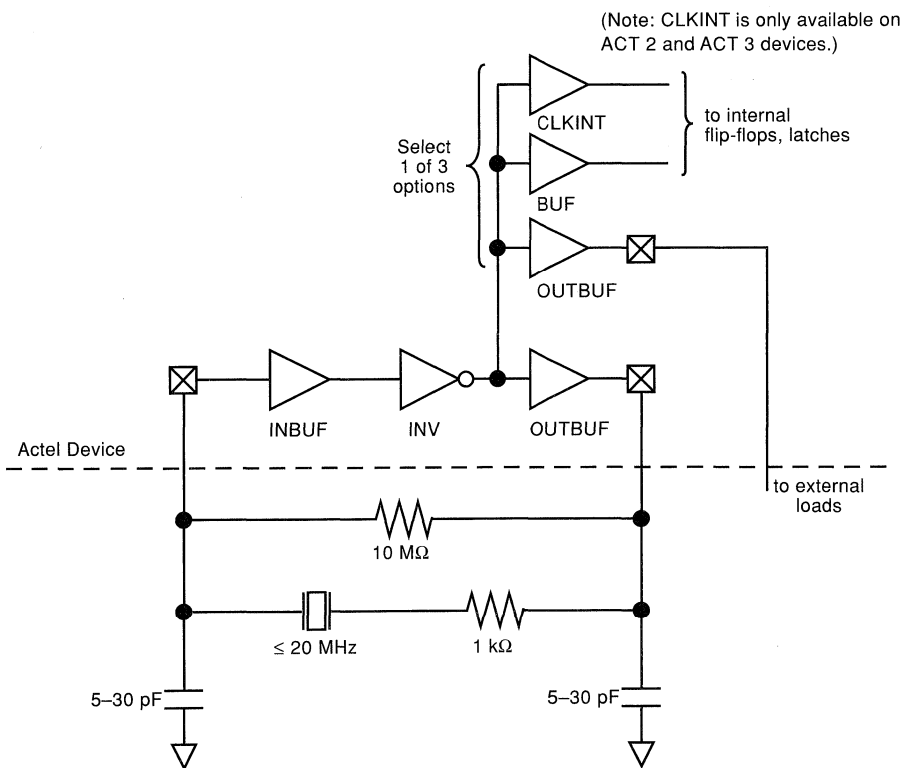 (Note: CLKINT is only available on
ACT 2 and ACT 3 devices.)
CLKINT
to internal
flip-flops, latches
Select
1 of 3
options
BUF
OUTBUF
INBUF
INV
OUTBUF
Actel Device
to external
loads
10 MΩ
≤ 20 MHz
1 kΩ
5–30 pF
5–30 pF